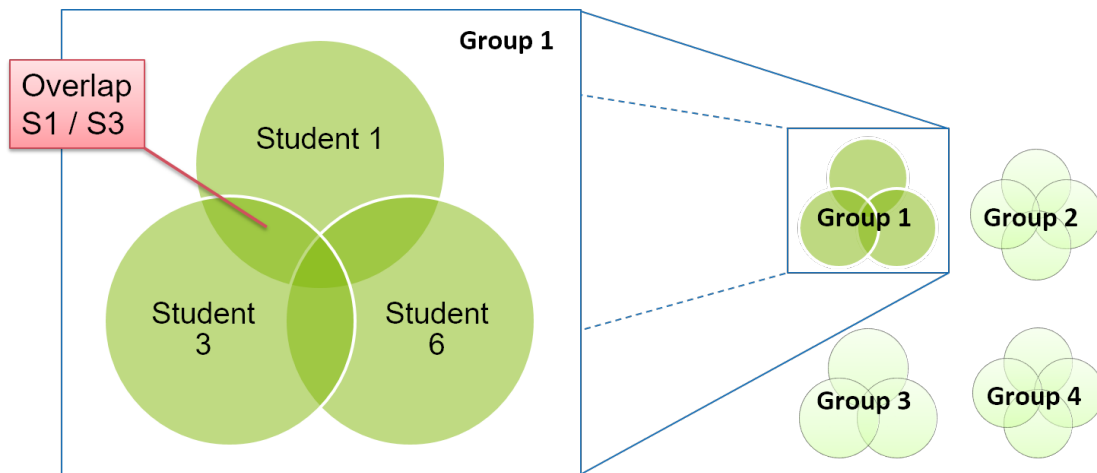 Group 1
Overlap
S1 / S3
Student 1
Student
3
Student
6
Group 1
Group 2
Group 3
Group 4